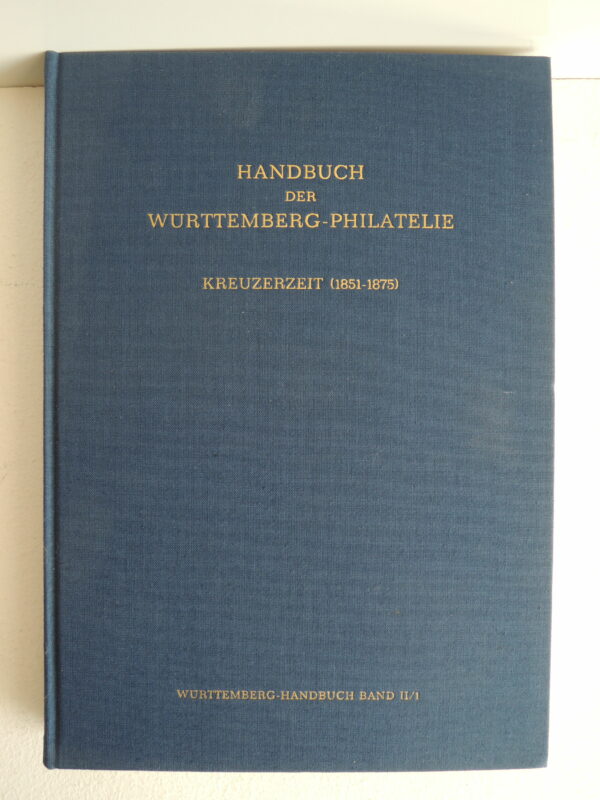 HANDBUCH
DER
WÜRTTEMBERG-PHILATELIE
KREUZERZEIT (1851-1875)
WÜRTTEMBERG-HANDBUCH BAND II/1